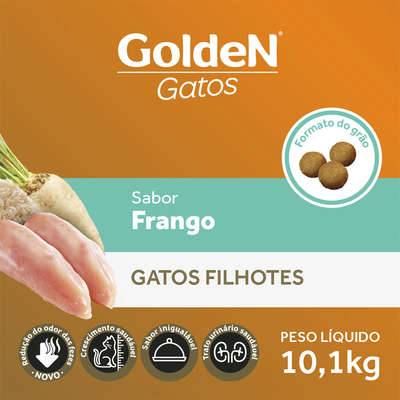 GoldeN®
Gatos
Formato do grão
Sabor
Frango
GATOS FILHOTES
Redução do odor das fezes
• NOVO •
Crescimento saudável
Sabor inigualável
Trato urinário saudável
PESO LÍQUIDO
10,1kg